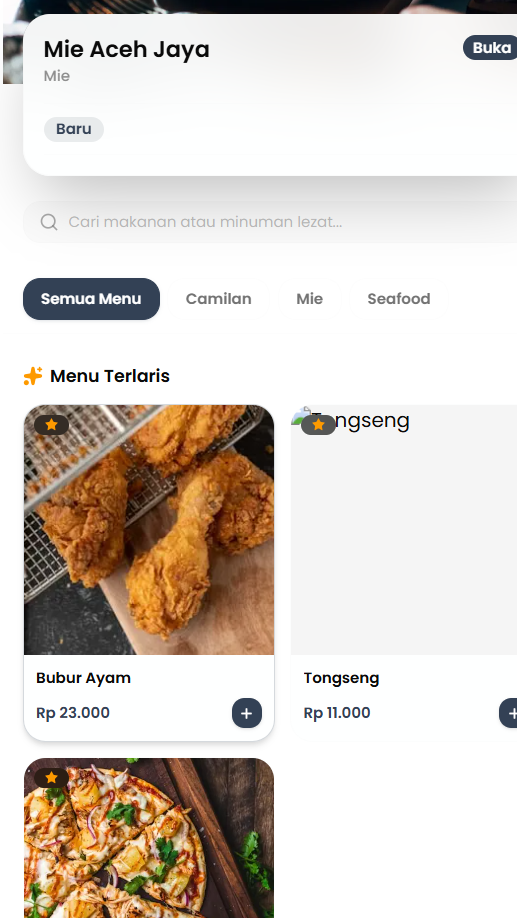 Mie Aceh Jaya
Buka
Mie
Baru
Cari makanan atau minuman lezat...
Semua Menu
Camilan
Mie
Seafood
Menu Terlaris
Tongseng
Bubur Ayam
Tongseng
Rp 23.000
+
Rp 11.000
+